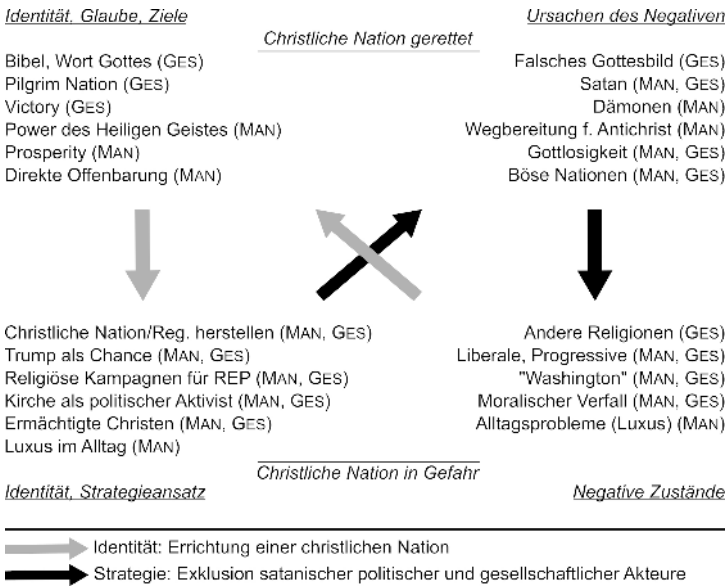 Identität, Glaube, Ziele
Ursachen des Negativen
Christliche Nation gerettet
Bibel, Wort Gottes (GES)
Pilgrim Nation (GES)
Victory (GES)
Power des Heiligen Geistes (MAN)
Prosperity (MAN)
Direkte Offenbarung (MAN)
Falsches Gottesbild (GES)
Satan (MAN, GES)
Dämonen (MAN)
Wegbereitung f. Antichrist (MAN)
Gottlosigkeit (MAN, GES)
Böse Nationen (MAN, GES)
Christliche Nation/Reg. herstellen (MAN, GES)
Trump als Chance (MAN, GES)
Religiöse Kampagnen für REP (MAN, GES)
Kirche als politischer Aktivist (MAN, GES)
Ermächtigte Christen (MAN, GES)
Luxus im Alltag (MAN)
Andere Religionen (GES)
Liberale, Progressive (MAN, GES)
"Washington" (MAN, GES)
Moralischer Verfall (MAN, GES)
Alltagsprobleme (Luxus) (MAN)
Christliche Nation in Gefahr
Identität, Strategieansatz
Negative Zustände
Identität: Errichtung einer christlichen Nation
Strategie: Exklusion satanischer politischer und gesellschaftlicher Akteure